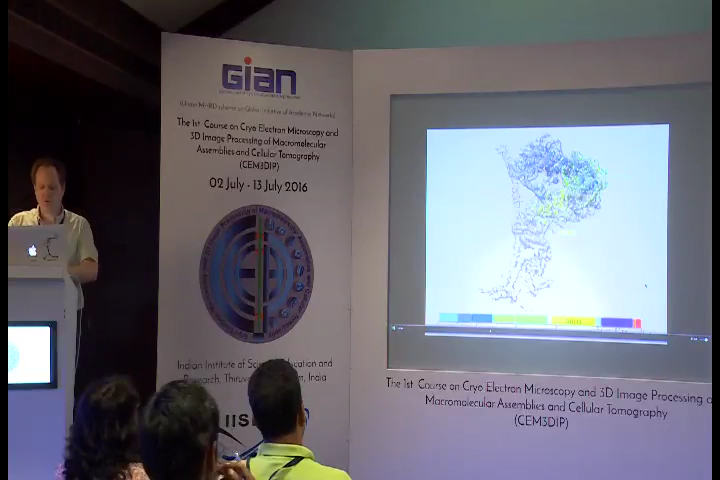 GIAN
The 1st Course on Cryo Electron Microscopy and
3D Image Processing of Macromolecular
Assemblies and Cellular Tomography
(CEM3DIP)
02 July - 13 July 2016
Indian Institute of Science Education and
Research, India
IIS
The 1st Course on Cryo Electron Microscopy and 3D Image Processing
Macromolecular Assemblies and Cellular Tomography
(CEM3DIP)